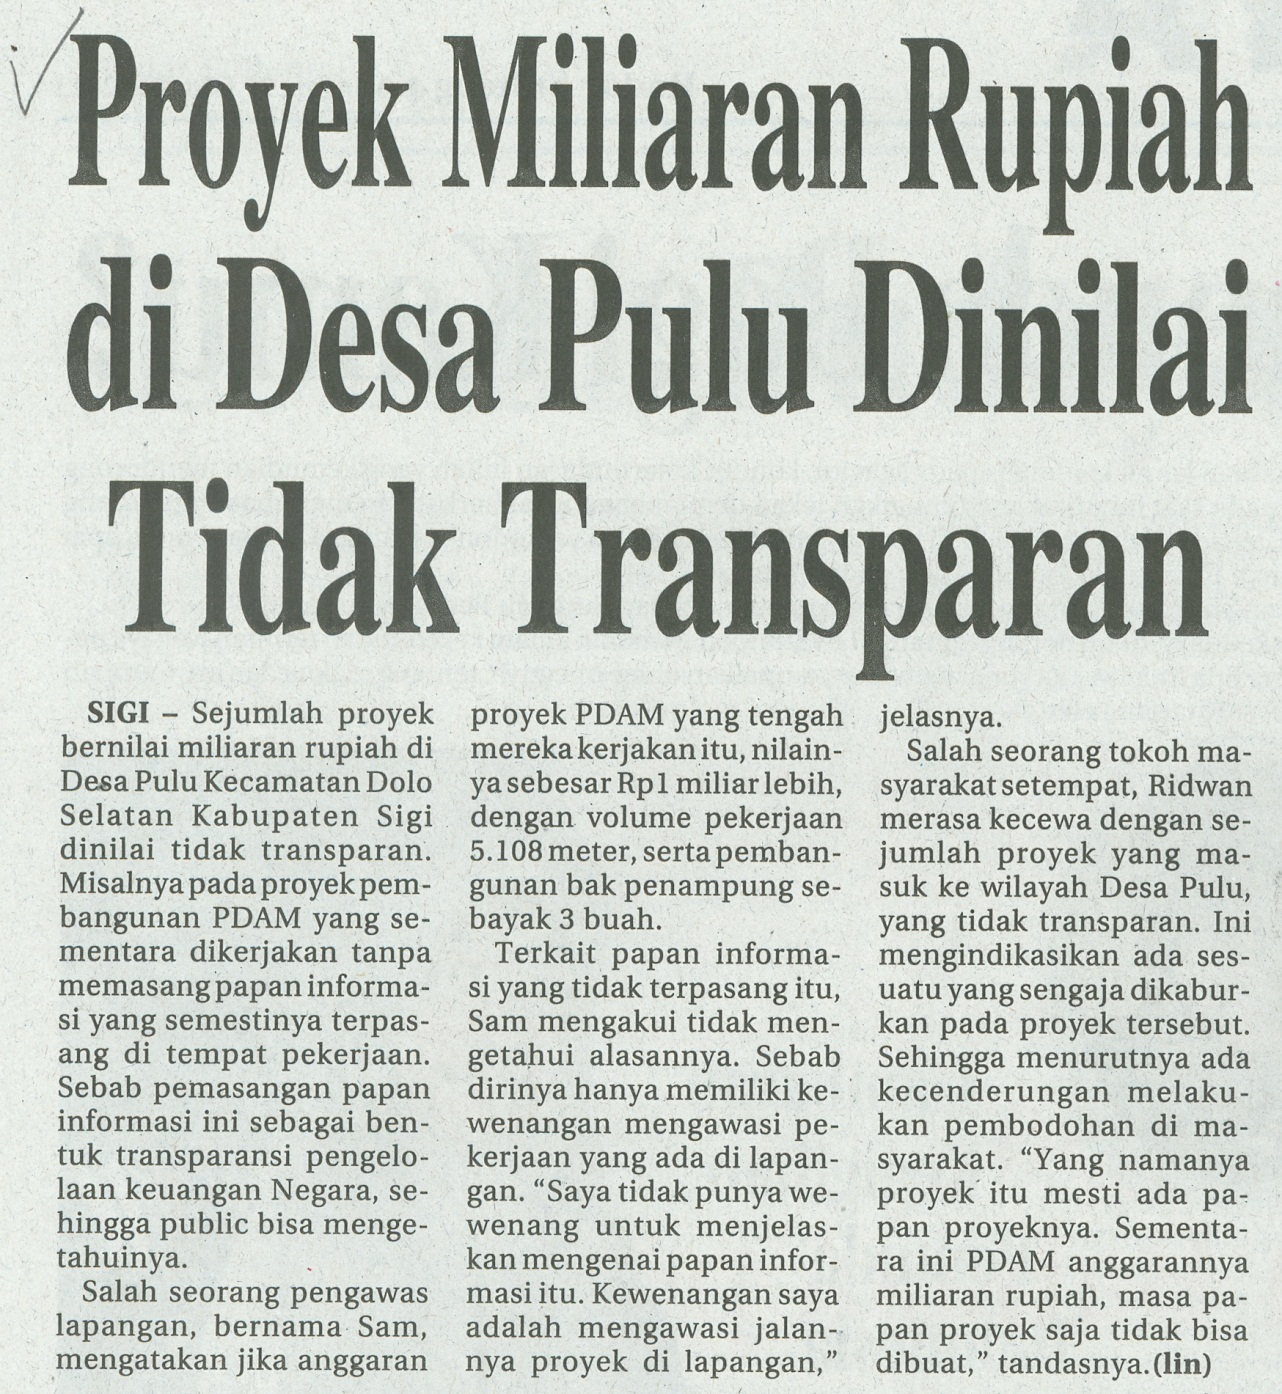 Proyek Miliaran Rupiah
di Desa Pulu Dinilai
Tidak Transparan
SIGI – Sejumlah proyek
bernilai miliaran rupiah di
Desa Pulu Kecamatan Dolo
Selatan Kabupaten Sigi
dinilai tidak transparan.
Misalnya pada proyek pem-
bangunan PDAM yang se-
mentara dikerjakan tanpa
memasang papan informa-
si yang semestinya terpas-
ang di tempat pekerjaan.
Sebab pemasangan papan
informasi ini sebagai ben-
tuk transparansi pengelo-
laan keuangan Negara, se-
hingga public bisa menge-
tahuinya.
Salah seorang pengawas
lapangan, bernama Sam,
mengatakan jika anggaran
proyek PDAM yang tengah
mereka kerjakan itu, nilain-
ya sebesar Rp1 miliar lebih,
dengan volume pekerjaan
5.108 meter, serta pemban-
gunan bak penampung se-
bayak 3 buah.
Terkait papan informa-
si yang tidak terpasang itu,
Sam mengakui tidak men-
getahui alasannya. Sebab
dirinya hanya memiliki ke-
wenangan mengawasi pe-
kerjaan yang ada di lapan-
gan. “Saya tidak punya we-
wenang untuk menjelas-
kan mengenai papan infor-
masi itu. Kewenangan saya
adalah mengawasi jalan-
nya proyek di lapangan,”
jelasnya.
Salah seorang tokoh ma-
syarakat setempat, Ridwan
merasa kecewa dengan se-
jumlah proyek yang ma-
suk ke wilayah Desa Pulu,
yang tidak transparan. Ini
mengindikasikan ada ses-
uatu yang sengaja dikabur-
kan pada proyek tersebut.
Sehingga menurutnya ada
kecenderungan melaku-
kan pembodohan di ma-
syarakat. “Yang namanya
proyek itu mesti ada pa-
pan proyeknya. Sementa-
ra ini PDAM anggarannya
miliaran rupiah, masa pa-
pan proyek saja tidak bisa
dibuat,” tandasnya.(lin)